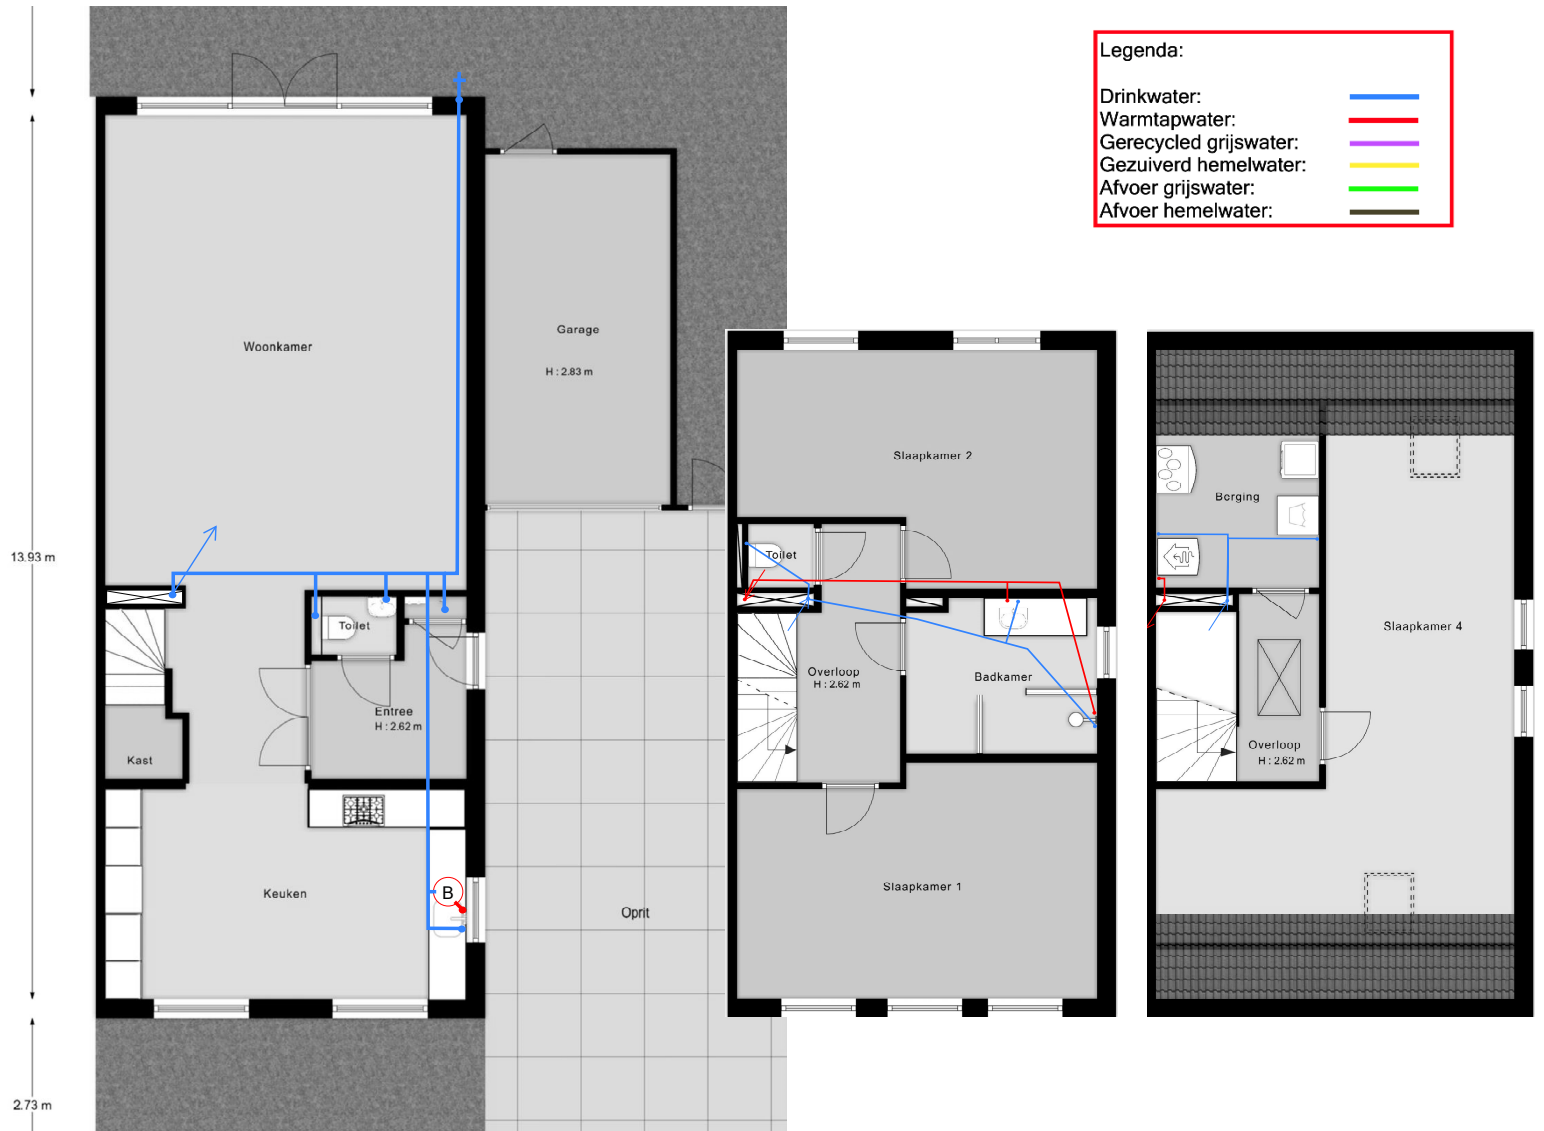 Legenda:
Drinkwater:
Warmtapwater:
Gerecycled grijswater:
Gezuiverd hemelwater:
Afvoer grijswater:
Afvoer hemelwater:
13.93 m
2.73 m
Woonkamer
Garage
H : 2.83 m
Toilet
Entree
H : 2.62 m
Kast
Keuken
B
Oprit
Slaapkamer 2
Toilet
Overloop
H : 2.62 m
Badkamer
Slaapkamer 1
Berging
Slaapkamer 4
Overloop
H : 2.62 m